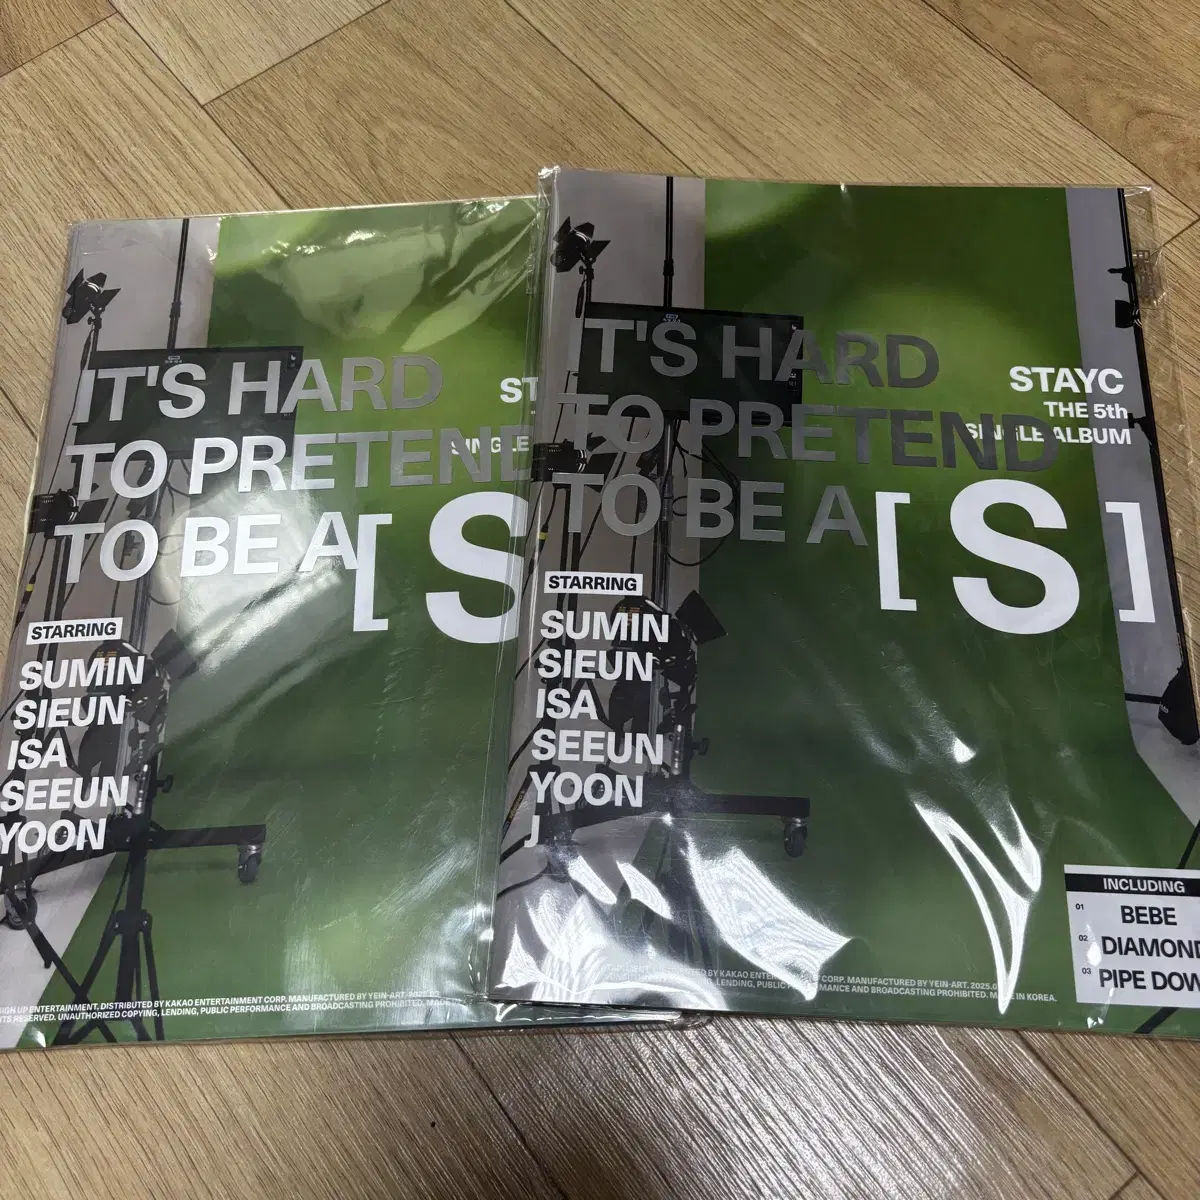 IT'S HARD
TO PRETEND
TO BE A
[ S
SINGLE
STARRING
SUMIN
SIEUN
ISA
SEEUN
YOON
ENTERTAINMENT. DISTRIBUTED BY KAKAO ENTERTAINMENT CORP. MANUFACTURED BY YEIN-ART.
RESERVED. UNAUTHORIZED COPYING, LENDING, PUBLIC PERFORMANCE AND BROADCASTING PROHIBITED.
IT'S HARD
TO PRETEND
TO BE A
[ S ]
STAYC
THE 5th
SINGLE ALBUM
STARRING
SUMIN
SIEUN
ISA
SEEUN
YOON
J
INCLUDING
01 BEBE
02 DIAMOND
03 PIPE DOW
BY KAKAO CORP. MANUFACTURED BY YEIN-ART.
LENDING, PUBLIC PERFORMANCE AND BROADCASTING PROHIBITED. MADE IN KOREA.